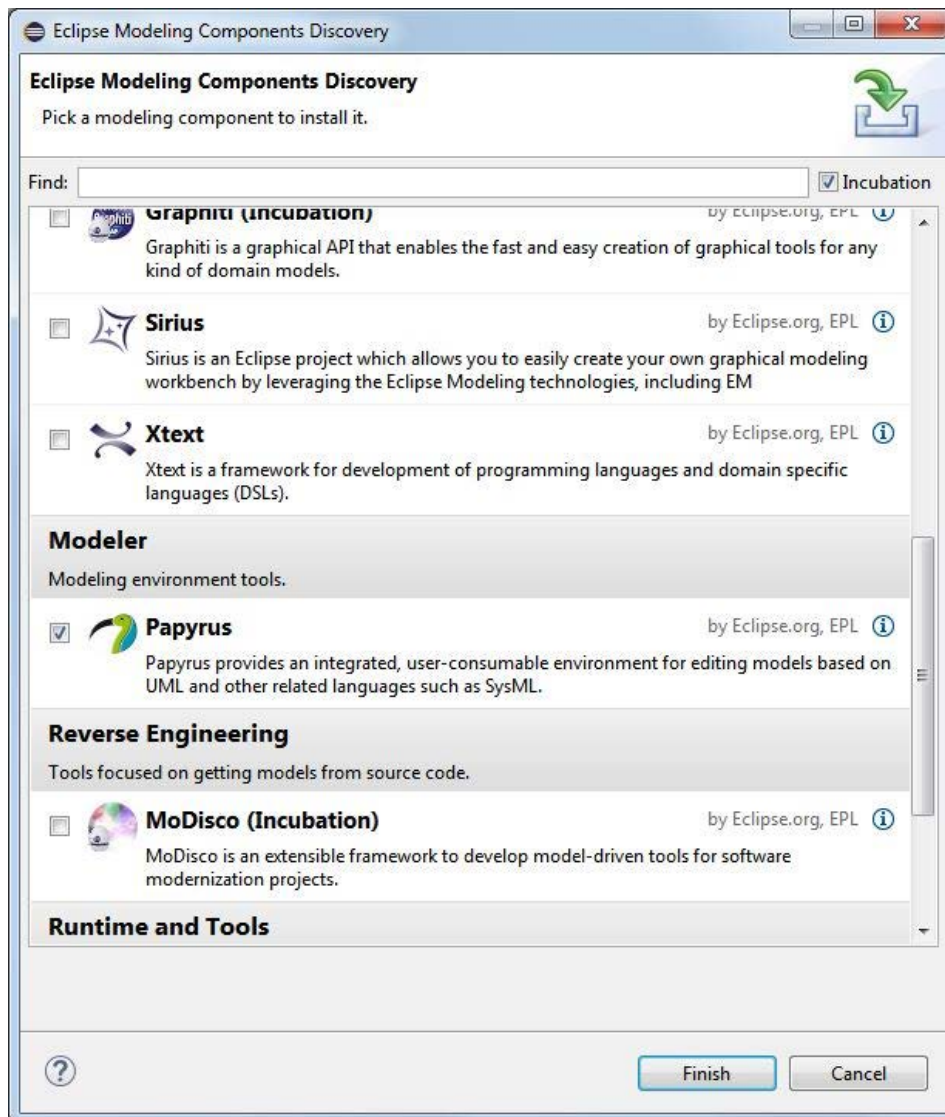 Eclipse Modeling Components Discovery
Eclipse Modeling Components Discovery
Pick a modeling component to install it.
Find:
Incubation
Graphiti (Incubation)
by Eclipse.org, EPL
Graphiti is a graphical API that enables the fast and easy creation of graphical tools for any
kind of domain models.
Sirius
by Eclipse.org, EPL
Sirius is an Eclipse project which allows you to easily create your own graphical modeling
workbench by leveraging the Eclipse Modeling technologies, including EM
Xtext
by Eclipse.org, EPL
Xtext is a framework for development of programming languages and domain specific
languages (DSLs).
Modeler
Modeling environment tools.
Papyrus
by Eclipse.org, EPL
Papyrus provides an integrated, user-consumable environment for editing models based on
UML and other related languages such as SysML.
Reverse Engineering
Tools focused on getting models from source code.
MoDisco (Incubation)
by Eclipse.org, EPL
MoDisco is an extensible framework to develop model-driven tools for software
modernization projects.
Runtime and Tools
Finish
Cancel